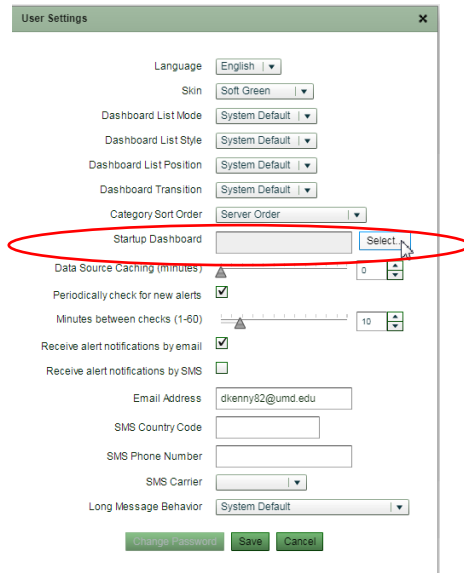 User Settings
Language English
Skin Soft Green
Dashboard List Mode System Default
Dashboard List Style System Default
Dashboard List Position System Default
Dashboard Transition System Default
Category Sort Order Server Order
Startup Dashboard Select...
Data Source Caching (minutes) 0
Periodically check for new alerts
Minutes between checks (1-60) 10
Receive alert notifications by email
Receive alert notifications by SMS
Email Address dkenny82@umd.edu
SMS Country Code
SMS Phone Number
SMS Carrier
Long Message Behavior System Default
Change Password Save Cancel